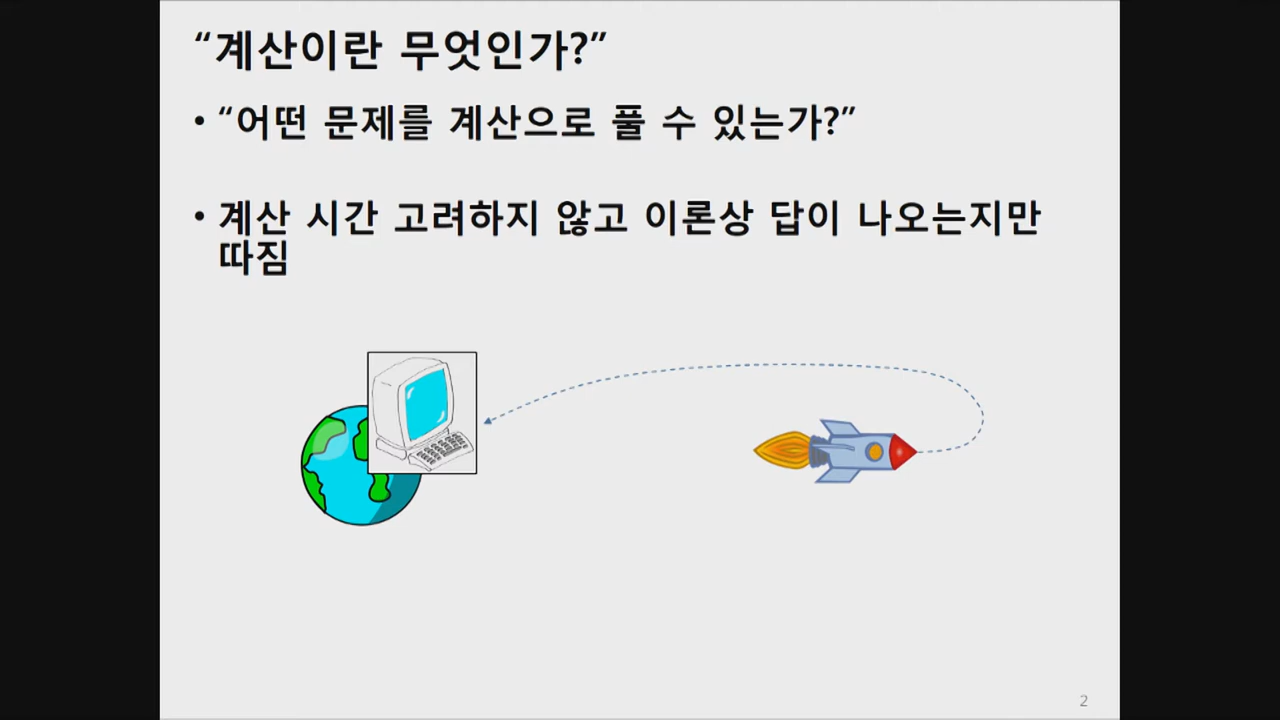 “계산이란 무엇인가?”
• “어떤 문제를 계산으로 풀 수 있는가?”
• 계산 시간 고려하지 않고 이론상 답이 나오는지만
따짐
2